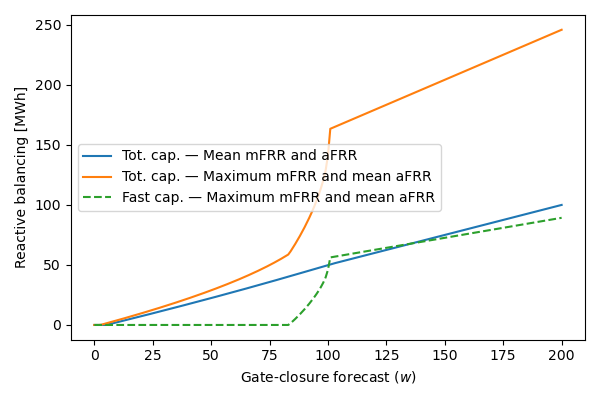 250
200
150
100
50
0
Reactive balancing [MWh]
Tot. cap. — Mean mFRR and aFRR
Tot. cap. — Maximum mFRR and mean aFRR
Fast cap. — Maximum mFRR and mean aFRR
0 25 50 75 100 125 150 175 200
Gate-closure forecast (w)